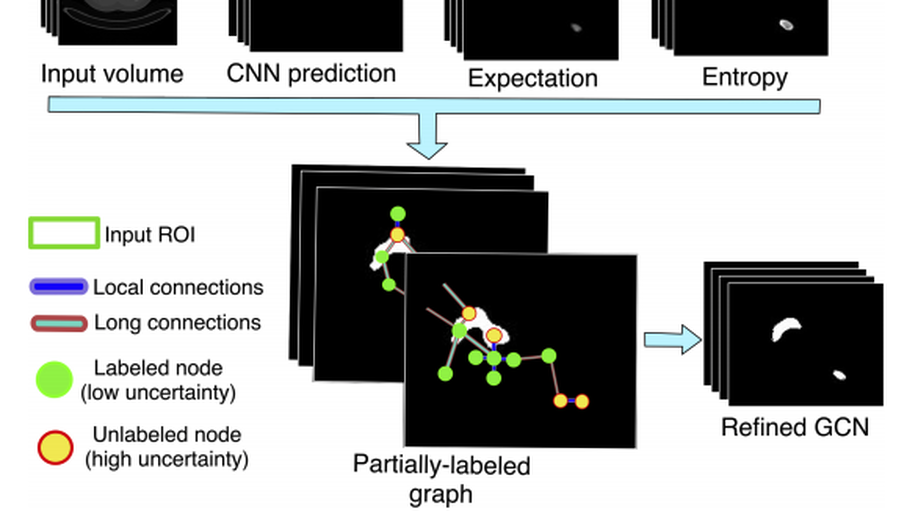 Input volume
CNN prediction
Expectation
Entropy
Input ROI
Local connections
Long connections
Labeled node
(low uncertainty)
Unlabeled node
(high uncertainty)
Partially-labeled
graph
Refined GCN